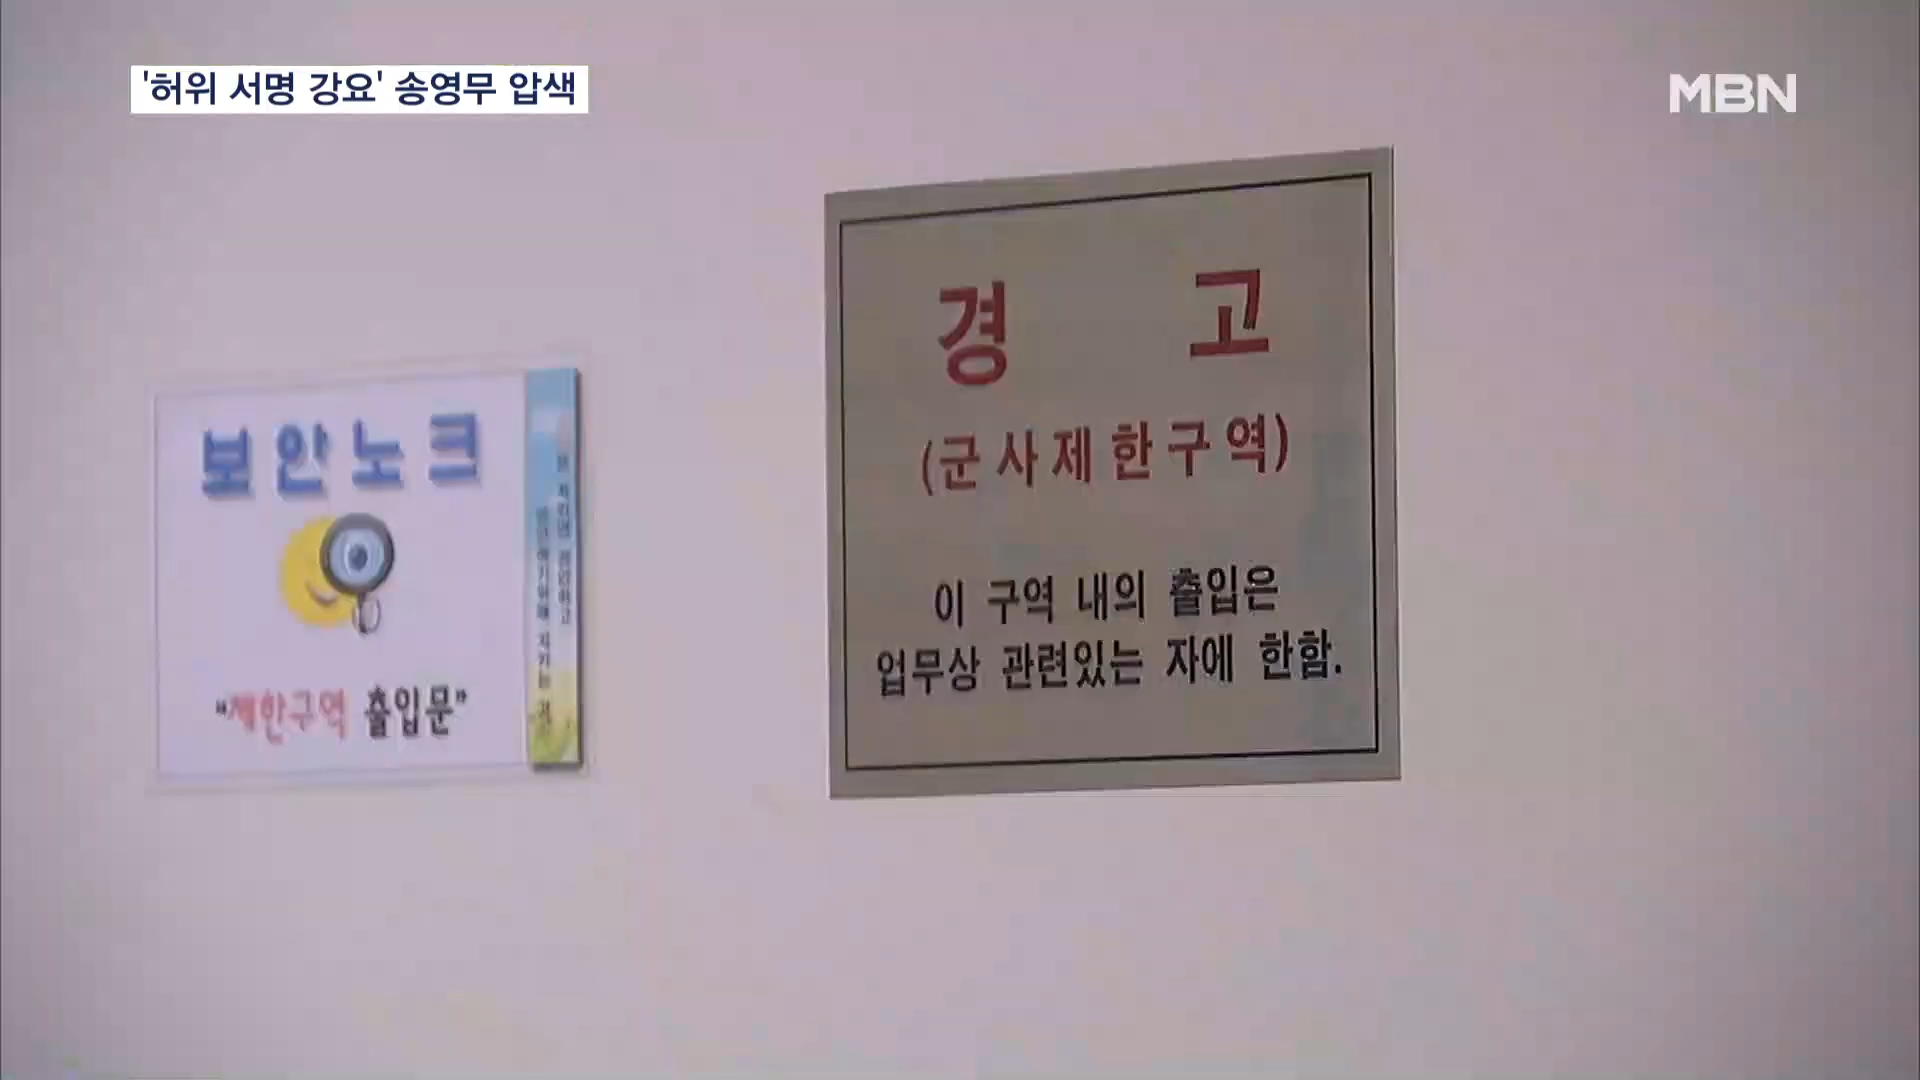 '허위 서명 강요' 송영무 압색
MBN
경 고
(군사제한구역)
이 구역 내의 출입은
업무상 관련있는 자에 한함.
보안노크
"제한구역 출입문"